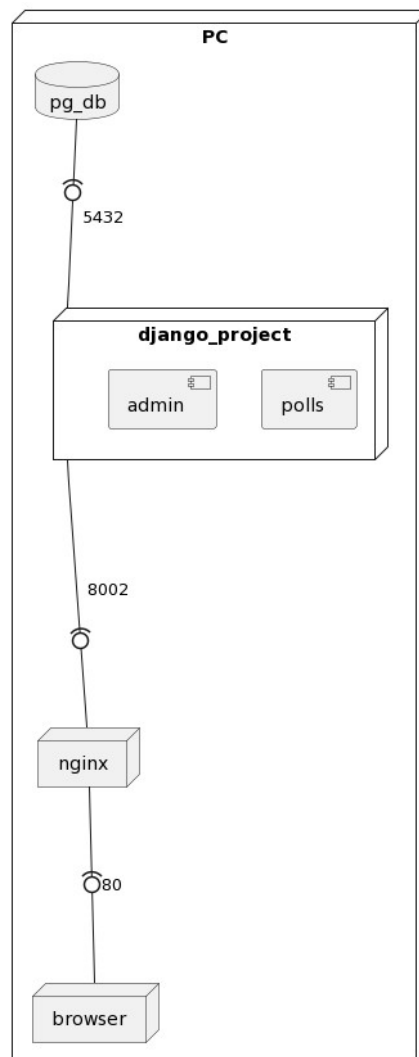 PC
pg_db
5432
django_project
admin
polls
8002
nginx
80
browser